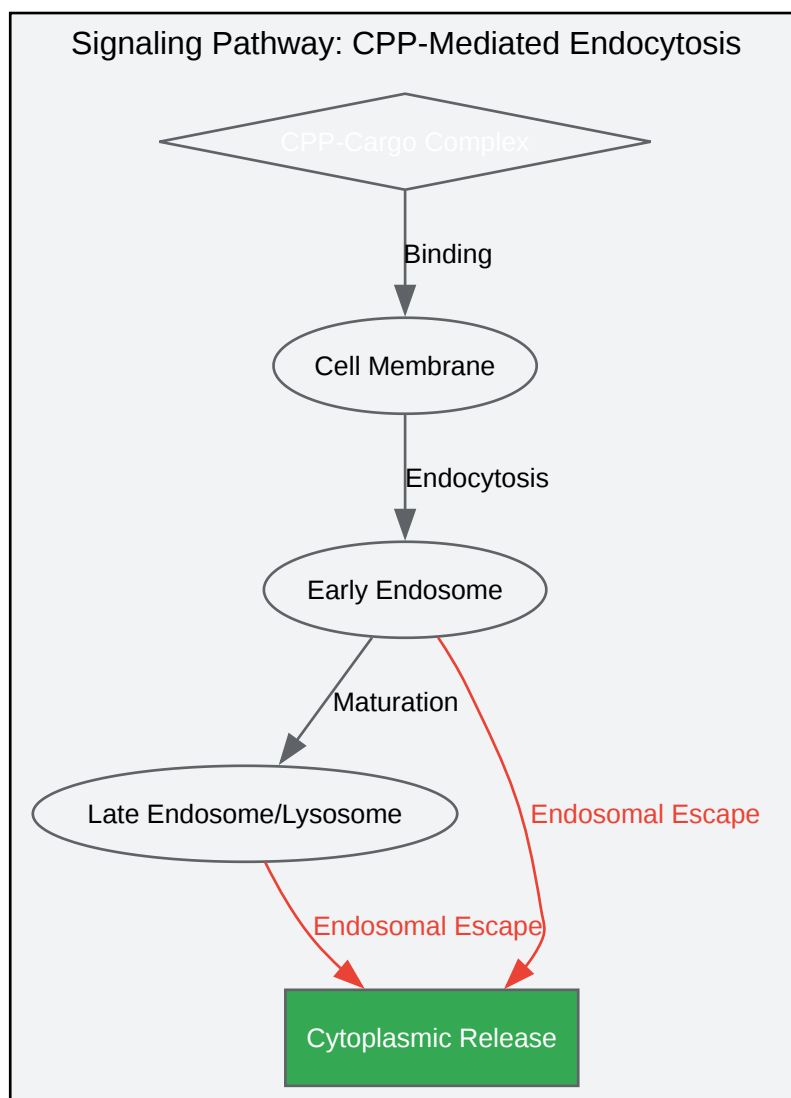 Signaling Pathway: CPP-Mediated Endocytosis
CPP-Cargo Complex
Binding
Cell Membrane
Endocytosis
Early Endosome
Maturation
Late Endosome/Lysosome
Endosomal Escape
Endosomal Escape
Cytoplasmic Release